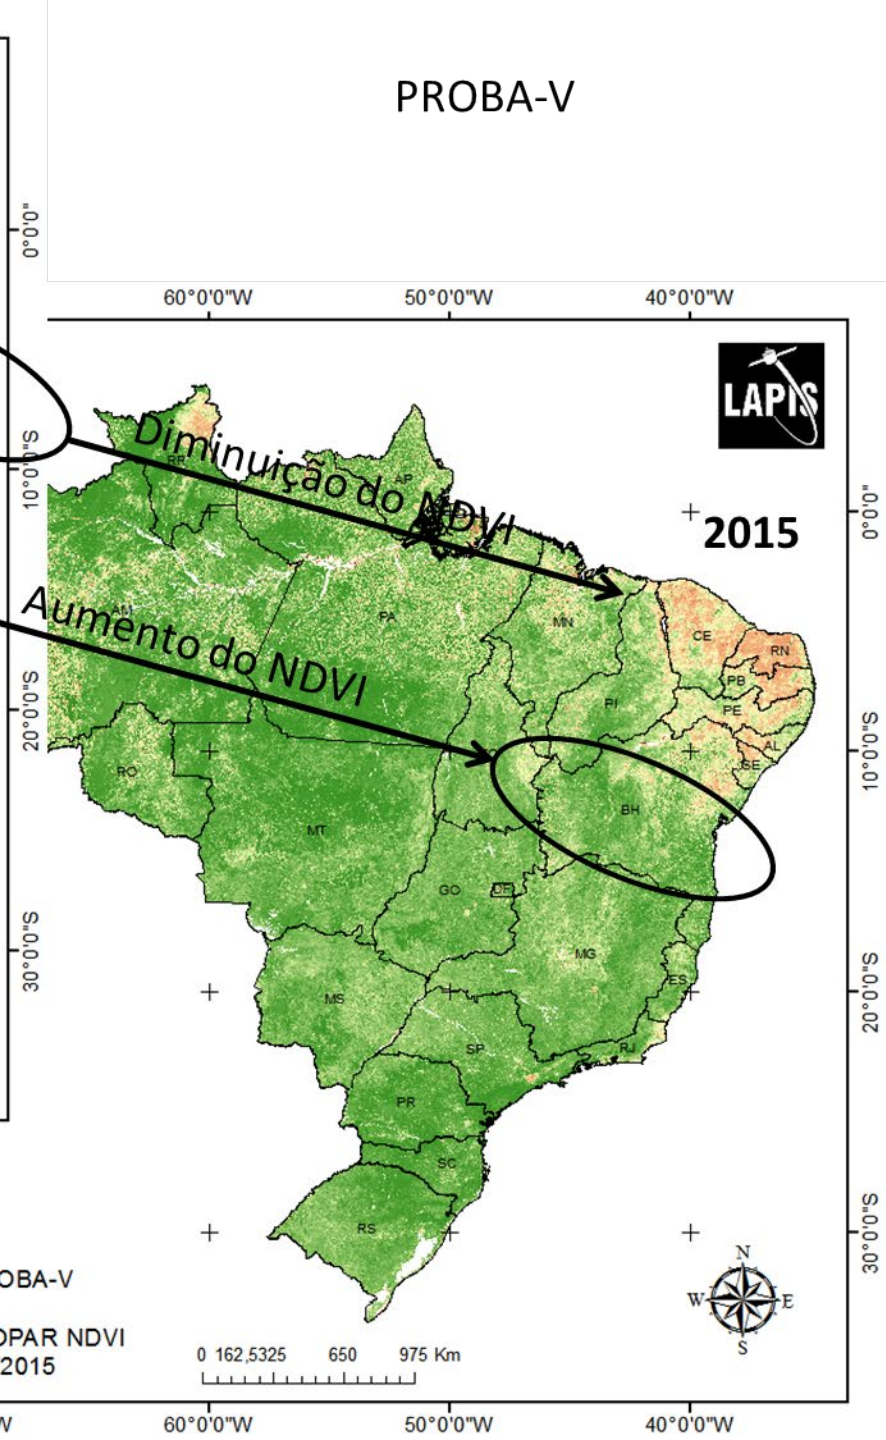 PROBA-V
0°0'0"
60°0'0"W 50°0'0"W 40°0'0"W
LAPIS
Diminuição do NDVI
10°0'0"S
RR
AP
0°0'0"
2015
Aumento do NDVI
AM
PA
MN
CE
RN
PB
PI
PE
20°0'0"S
10°0'0"S
AL
SE
RO
BH
MT
GO
DF
30°0'0"S
MG
ES
MS
20°0'0"S
SP
RJ
PR
SC
RS
30°0'0"S
N
W E
S
OBA-V
OPAR NDVI
2015
0 162,5325 650 975 Km
W 60°0'0"W 50°0'0"W 40°0'0"W